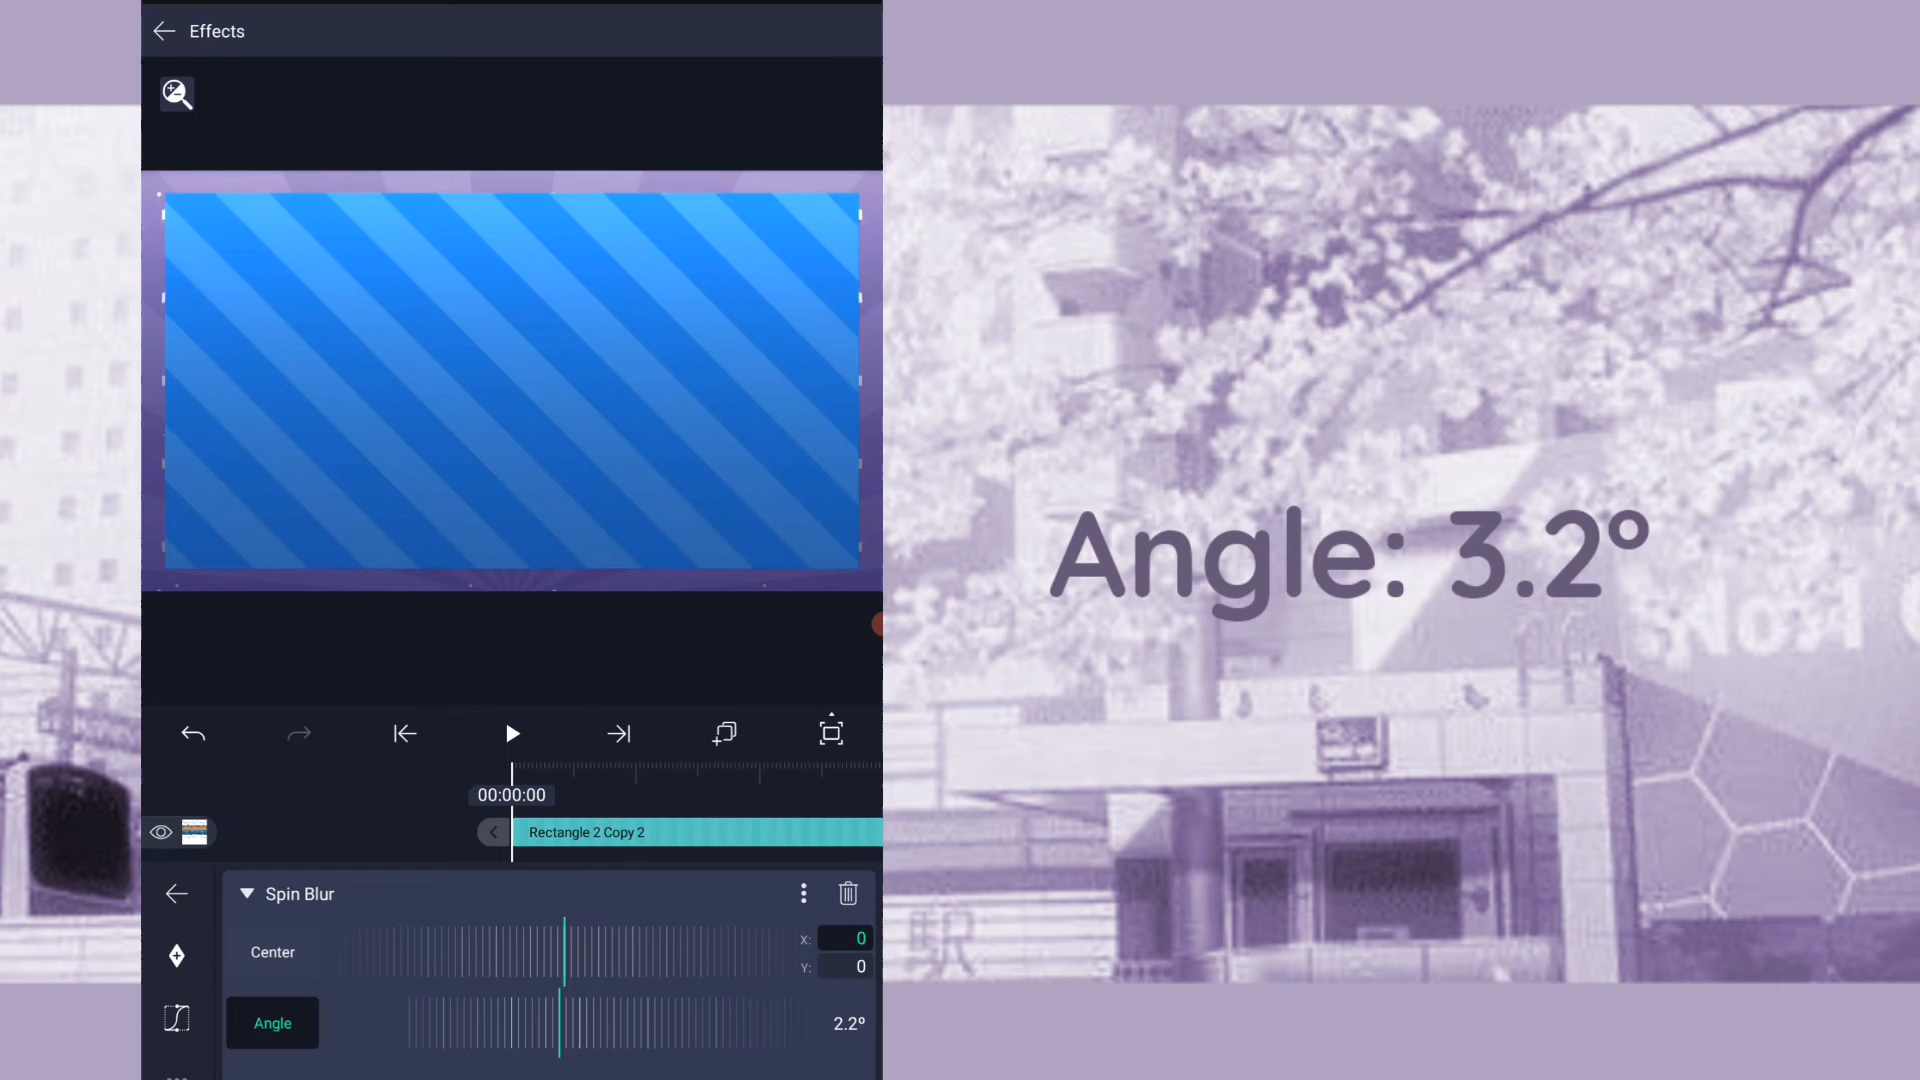 Effects
Angle: 3.2°
00:00:00
Rectangle 2 Copy 2
Spin Blur
Center
X: 0
Y: 0
Angle
2.2°
駅